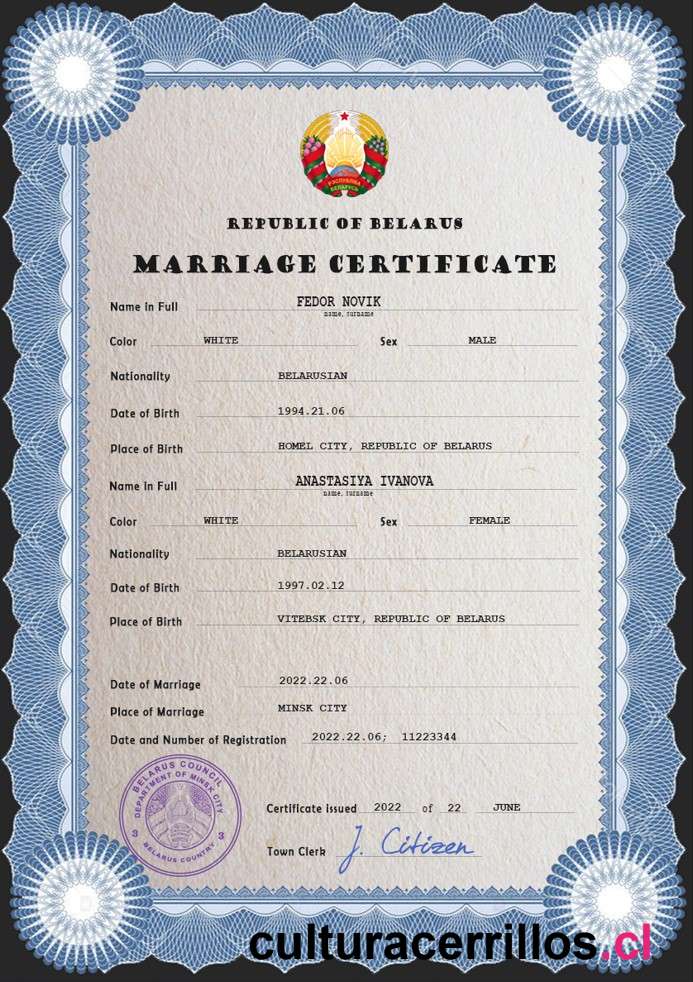 РЭСПУБЛІКА
БЕЛАРУСЬ
REPUBLIC OF BELARUS
MARRIAGE CERTIFICATE
Name in Full FEDOR NOVIK
name, surname
Color WHITE Sex MALE
Nationality BELARUSIAN
Date of Birth 1994.21.06
Place of Birth HOMEL CITY, REPUBLIC OF BELARUS
Name in Full ANASTASIYA IVANOVA
name, surname
Color WHITE Sex FEMALE
Nationality BELARUSIAN
Date of Birth 1997.02.12
Place of Birth VITEBSK CITY, REPUBLIC OF BELARUS
Date of Marriage 2022.22.06
Place of Marriage MINSK CITY
Date and Number of Registration 2022.22.06; 11223344
BELARUS COUNCIL
DEPARTMENT OF MINSK CITY
3 3
BELARUS COUNTRY
Certificate issued 2022 of 22 JUNE
Town Clerk J. Citizen
culturacerrillos.cl